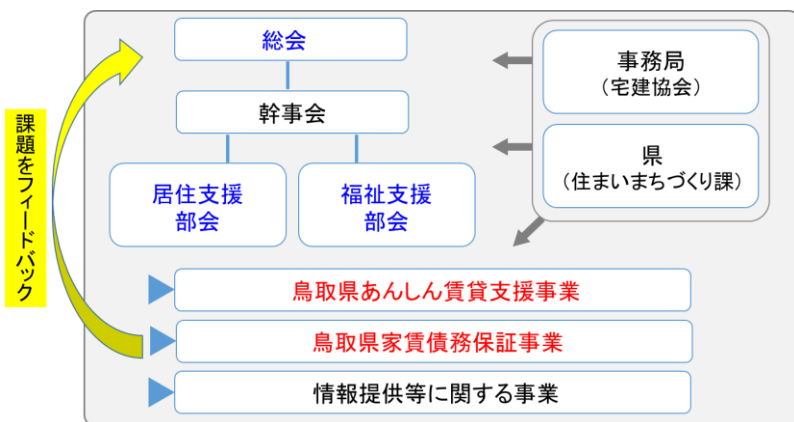 総会
幹事会
居住支援
部会
福祉支援
部会
事務局
(宅建協会)
県
(住まいまちづくり課)
課題をフィードバック
鳥取県あんしん賃貸支援事業
鳥取県家賃債務保証事業
情報提供等に関する事業